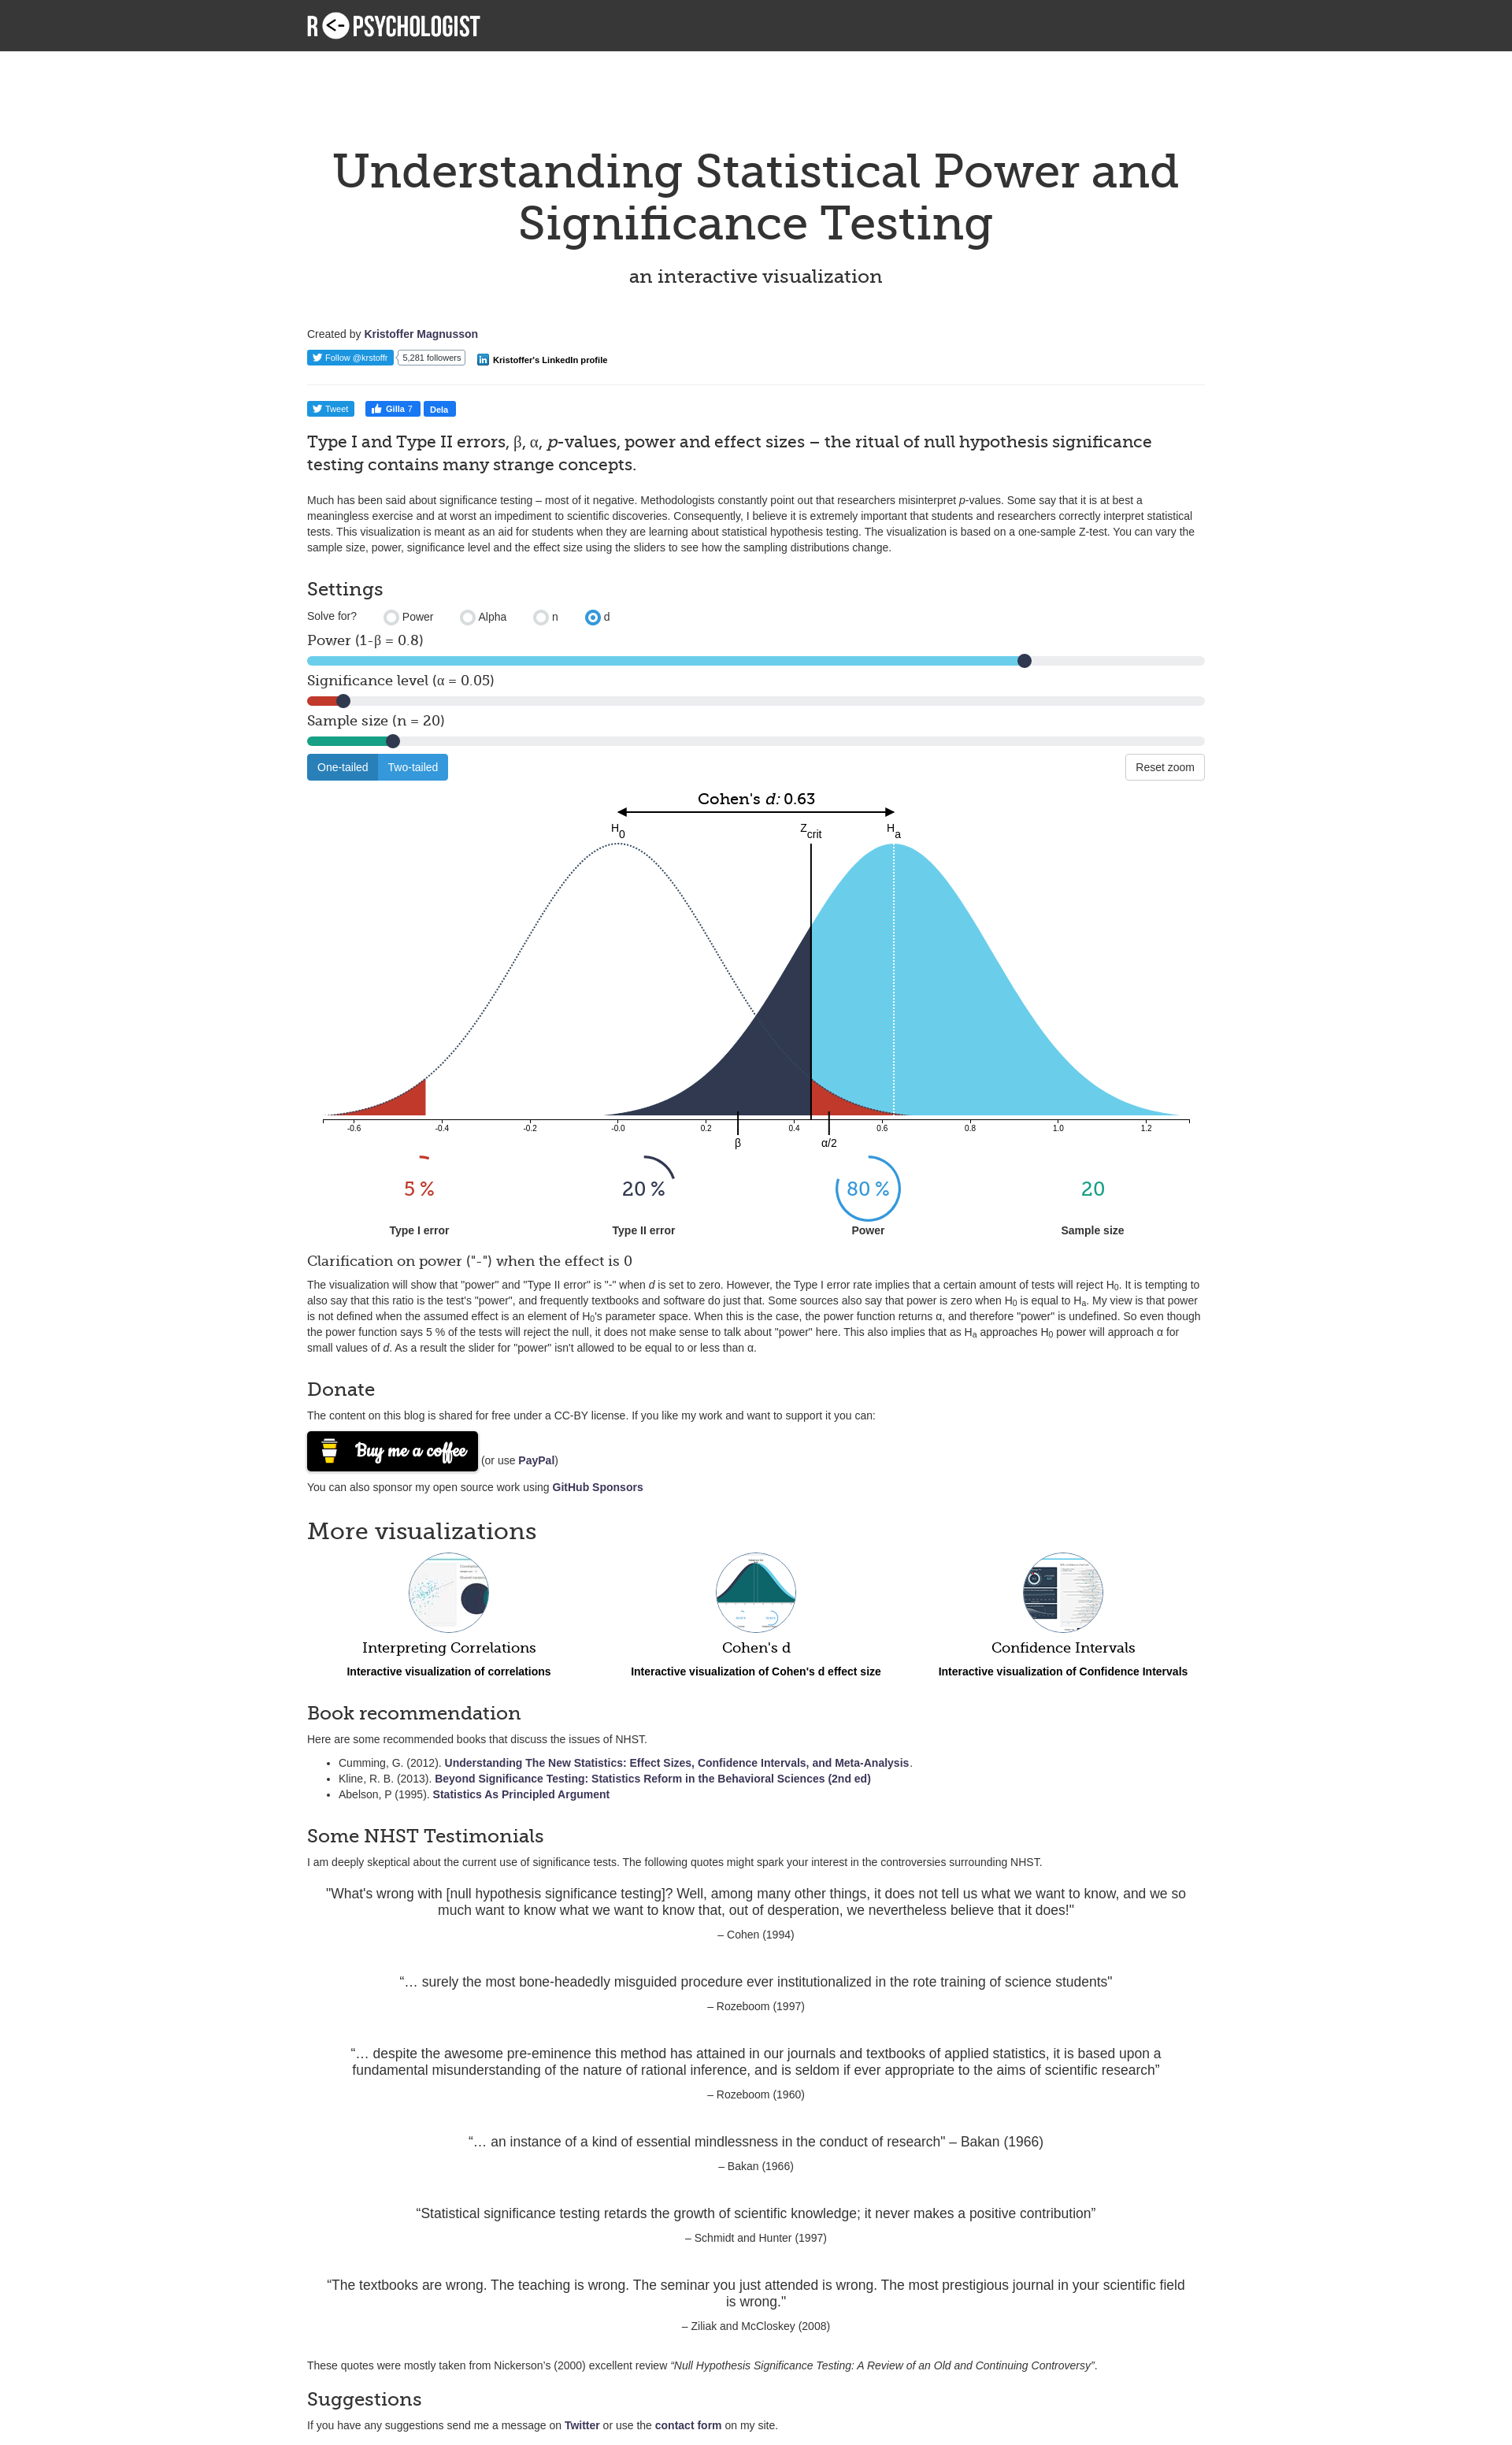 R <- PSYCHOLOGIST
Understanding Statistical Power and
Significance Testing
an interactive visualization
Created by Kristoffer Magnusson
Follow @krstoffr 5,281 followers Kristoffer's LinkedIn profile
Tweet Gilla 7 Dela
Type I and Type II errors, β, α, p-values, power and effect sizes – the ritual of null hypothesis significance
testing contains many strange concepts.
Much has been said about significance testing – most of it negative. Methodologists constantly point out that researchers misinterpret p-values. Some say that it is at best a
meaningless exercise and at worst an impediment to scientific discoveries. Consequently, I believe it is extremely important that students and researchers correctly interpret statistical
tests. This visualization is meant as an aid for students when they are learning about statistical hypothesis testing. The visualization is based on a one-sample Z-test. You can vary the
sample size, power, significance level and the effect size using the sliders to see how the sampling distributions change.
Settings
Solve for? Power Alpha n d
Power (1-β = 0.8)
Significance level (α = 0.05)
Sample size (n = 20)
One-tailed Two-tailed Reset zoom
Cohen's d: 0.63
H0 Zcrit Ha
-0.6 -0.4 -0.2 -0.0 0.2 0.4 0.6 0.8 1.0 1.2
β α/2
5 % 20 % 80 % 20
Type I error Type II error Power Sample size
Clarification on power ("-") when the effect is 0
The visualization will show that "power" and "Type II error" is "-" when d is set to zero. However, the Type I error rate implies that a certain amount of tests will reject H0. It is tempting to
also say that this ratio is the test's "power", and frequently textbooks and software do just that. Some sources also say that power is zero when H0 is equal to Ha. My view is that power
is not defined when the assumed effect is an element of H0's parameter space. When this is the case, the power function returns α, and therefore "power" is undefined. So even though
the power function says 5 % of the tests will reject the null, it does not make sense to talk about "power" here. This also implies that as Ha approaches H0 power will approach α for
small values of d. As a result the slider for "power" isn't allowed to be equal to or less than α.
Donate
The content on this blog is shared for free under a CC-BY license. If you like my work and want to support it you can:
Buy me a coffee (or use PayPal)
You can also sponsor my open source work using GitHub Sponsors
More visualizations
Interpreting Correlations Cohen's d Confidence Intervals
Interactive visualization of correlations Interactive visualization of Cohen's d effect size Interactive visualization of Confidence Intervals
Book recommendation
Here are some recommended books that discuss the issues of NHST.
• Cumming, G. (2012). Understanding The New Statistics: Effect Sizes, Confidence Intervals, and Meta-Analysis.
• Kline, R. B. (2013). Beyond Significance Testing: Statistics Reform in the Behavioral Sciences (2nd ed)
• Abelson, P (1995). Statistics As Principled Argument
Some NHST Testimonials
I am deeply skeptical about the current use of significance tests. The following quotes might spark your interest in the controversies surrounding NHST.
"What's wrong with [null hypothesis significance testing]? Well, among many other things, it does not tell us what we want to know, and we so
much want to know what we want to know that, out of desperation, we nevertheless believe that it does!"
– Cohen (1994)
“… surely the most bone-headedly misguided procedure ever institutionalized in the rote training of science students"
– Rozeboom (1997)
“… despite the awesome pre-eminence this method has attained in our journals and textbooks of applied statistics, it is based upon a
fundamental misunderstanding of the nature of rational inference, and is seldom if ever appropriate to the aims of scientific research”
– Rozeboom (1960)
“… an instance of a kind of essential mindlessness in the conduct of research" – Bakan (1966)
– Bakan (1966)
“Statistical significance testing retards the growth of scientific knowledge; it never makes a positive contribution”
– Schmidt and Hunter (1997)
“The textbooks are wrong. The teaching is wrong. The seminar you just attended is wrong. The most prestigious journal in your scientific field
is wrong."
– Ziliak and McCloskey (2008)
These quotes were mostly taken from Nickerson’s (2000) excellent review “Null Hypothesis Significance Testing: A Review of an Old and Continuing Controversy”.
Suggestions
If you have any suggestions send me a message on Twitter or use the contact form on my site.